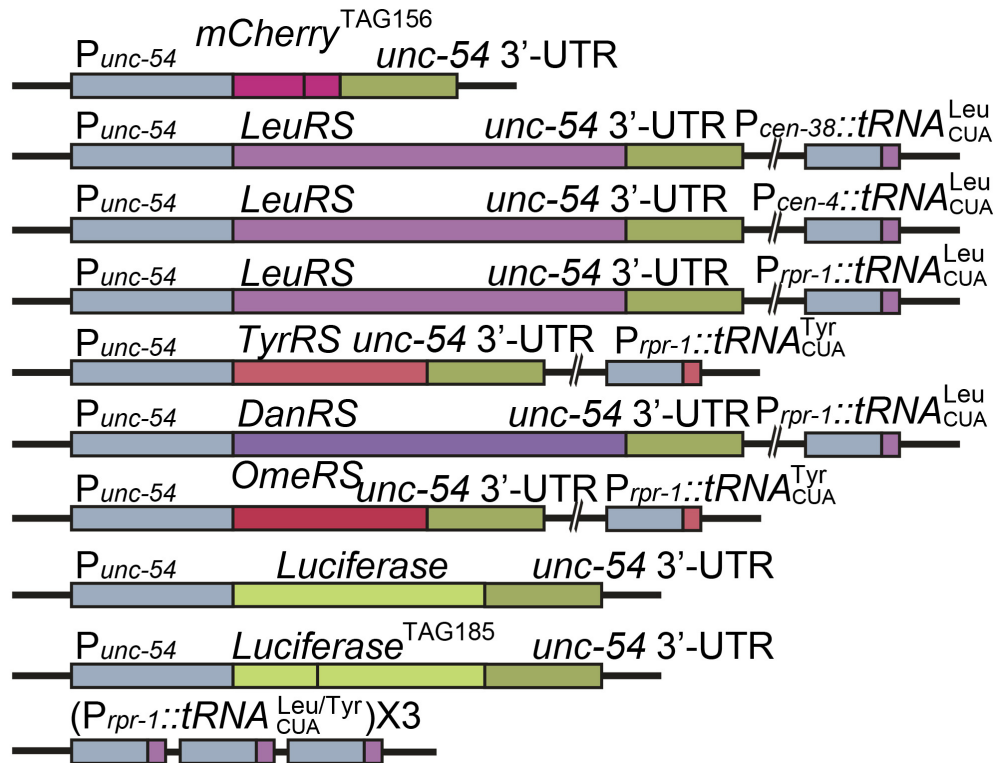 Punc-54 mCherryTAG156 unc-54 3’-UTR
Punc-54 LeuRS unc-54 3’-UTR Pcen-38::tRNALeuCUA
Punc-54 LeuRS unc-54 3’-UTR Pcen-4::tRNALeuCUA
Punc-54 LeuRS unc-54 3’-UTR Prpr-1::tRNALeuCUA
Punc-54 TyrRS unc-54 3’-UTR Prpr-1::tRNATyrCUA
Punc-54 DanRS unc-54 3’-UTR Prpr-1::tRNALeuCUA
Punc-54 OmeRS unc-54 3’-UTR Prpr-1::tRNATyrCUA
Punc-54 Luciferase unc-54 3’-UTR
Punc-54 LuciferaseTAG185 unc-54 3’-UTR
(Prpr-1::tRNA Leu/TyrCUA )X3